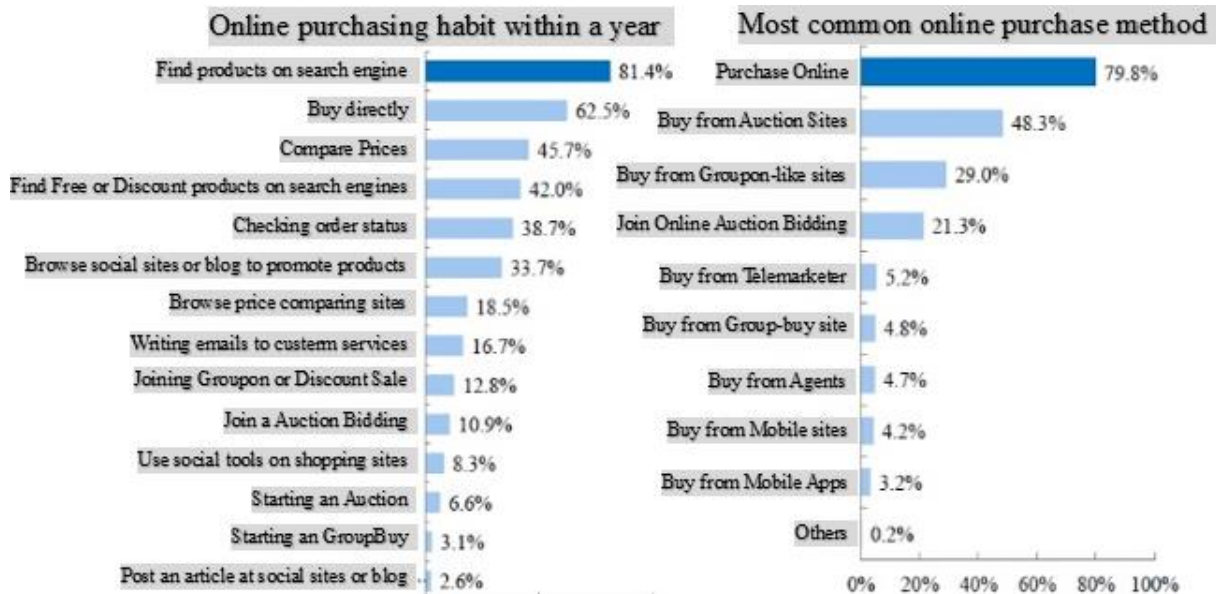 Online purchasing habit within a year
Find products on search engine 81.4%
Buy directly 62.5%
Compare Prices 45.7%
Find Free or Discount products on search engines 42.0%
Checking order status 38.7%
Browse social sites or blog to promote products 33.7%
Browse price comparing sites 18.5%
Writing emails to custerm services 16.7%
Joining Groupon or Discount Sale 12.8%
Join a Auction Bidding 10.9%
Use social tools on shopping sites 8.3%
Starting an Auction 6.6%
Starting an GroupBuy 3.1%
Post an article at social sites or blog 2.6%
Most common online purchase method
Purchase Online 79.8%
Buy from Auction Sites 48.3%
Buy from Groupon-like sites 29.0%
Join Online Auction Bidding 21.3%
Buy from Telemarketer 5.2%
Buy from Group-buy site 4.8%
Buy from Agents 4.7%
Buy from Mobile sites 4.2%
Buy from Mobile Apps 3.2%
Others 0.2%
0% 20% 40% 60% 80% 100%